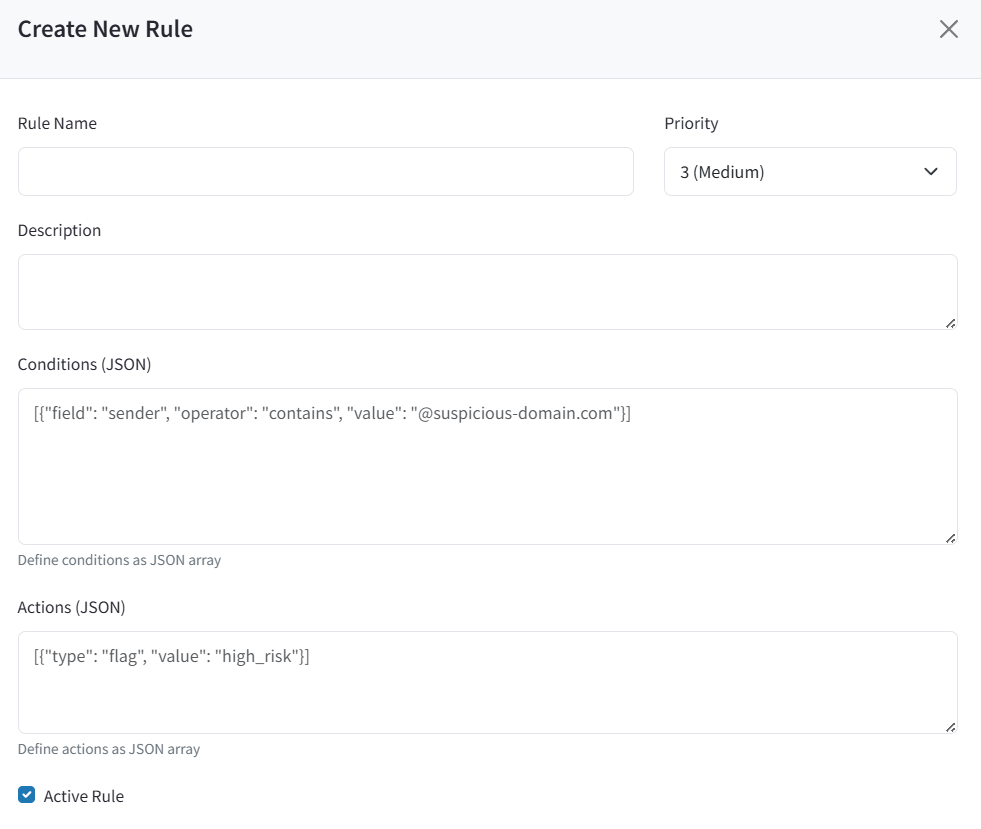 Create New Rule
Rule Name
Priority
3 (Medium)
Description
Conditions (JSON)
[{"field": "sender", "operator": "contains", "value": "@suspicious-domain.com"}]
Define conditions as JSON array
Actions (JSON)
[{"type": "flag", "value": "high_risk"}]
Define actions as JSON array
Active Rule